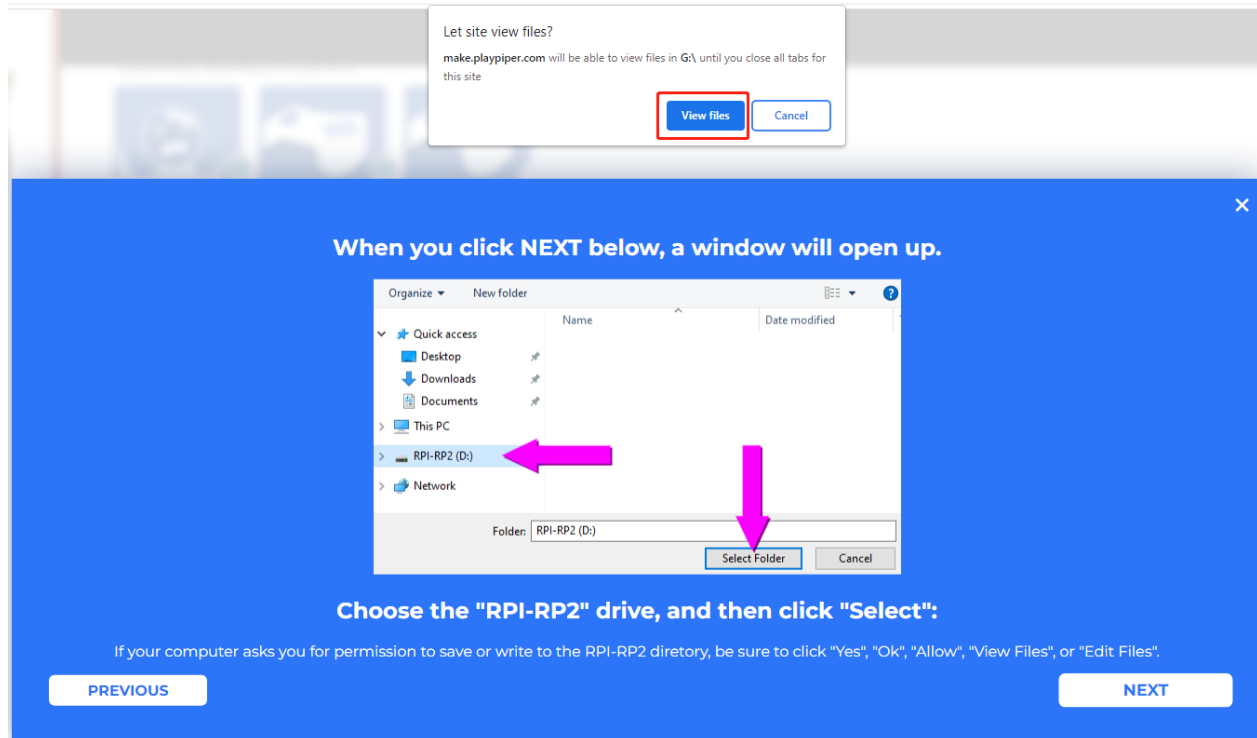 Let site view files?
make.playpiper.com will be able to view files in G:\ until you close all tabs for
this site
View files
Cancel
When you click NEXT below, a window will open up.
Organize
New folder
Name
Date modified
Quick access
Desktop
Downloads
Documents
This PC
RPI-RP2 (D:)
Network
Folder: RPI-RP2 (D:)
Select Folder
Cancel
Choose the "RPI-RP2" drive, and then click "Select":
If your computer asks you for permission to save or write to the RPI-RP2 diretory, be sure to click "Yes", "Ok", "Allow", "View Files", or "Edit Files".
PREVIOUS
NEXT